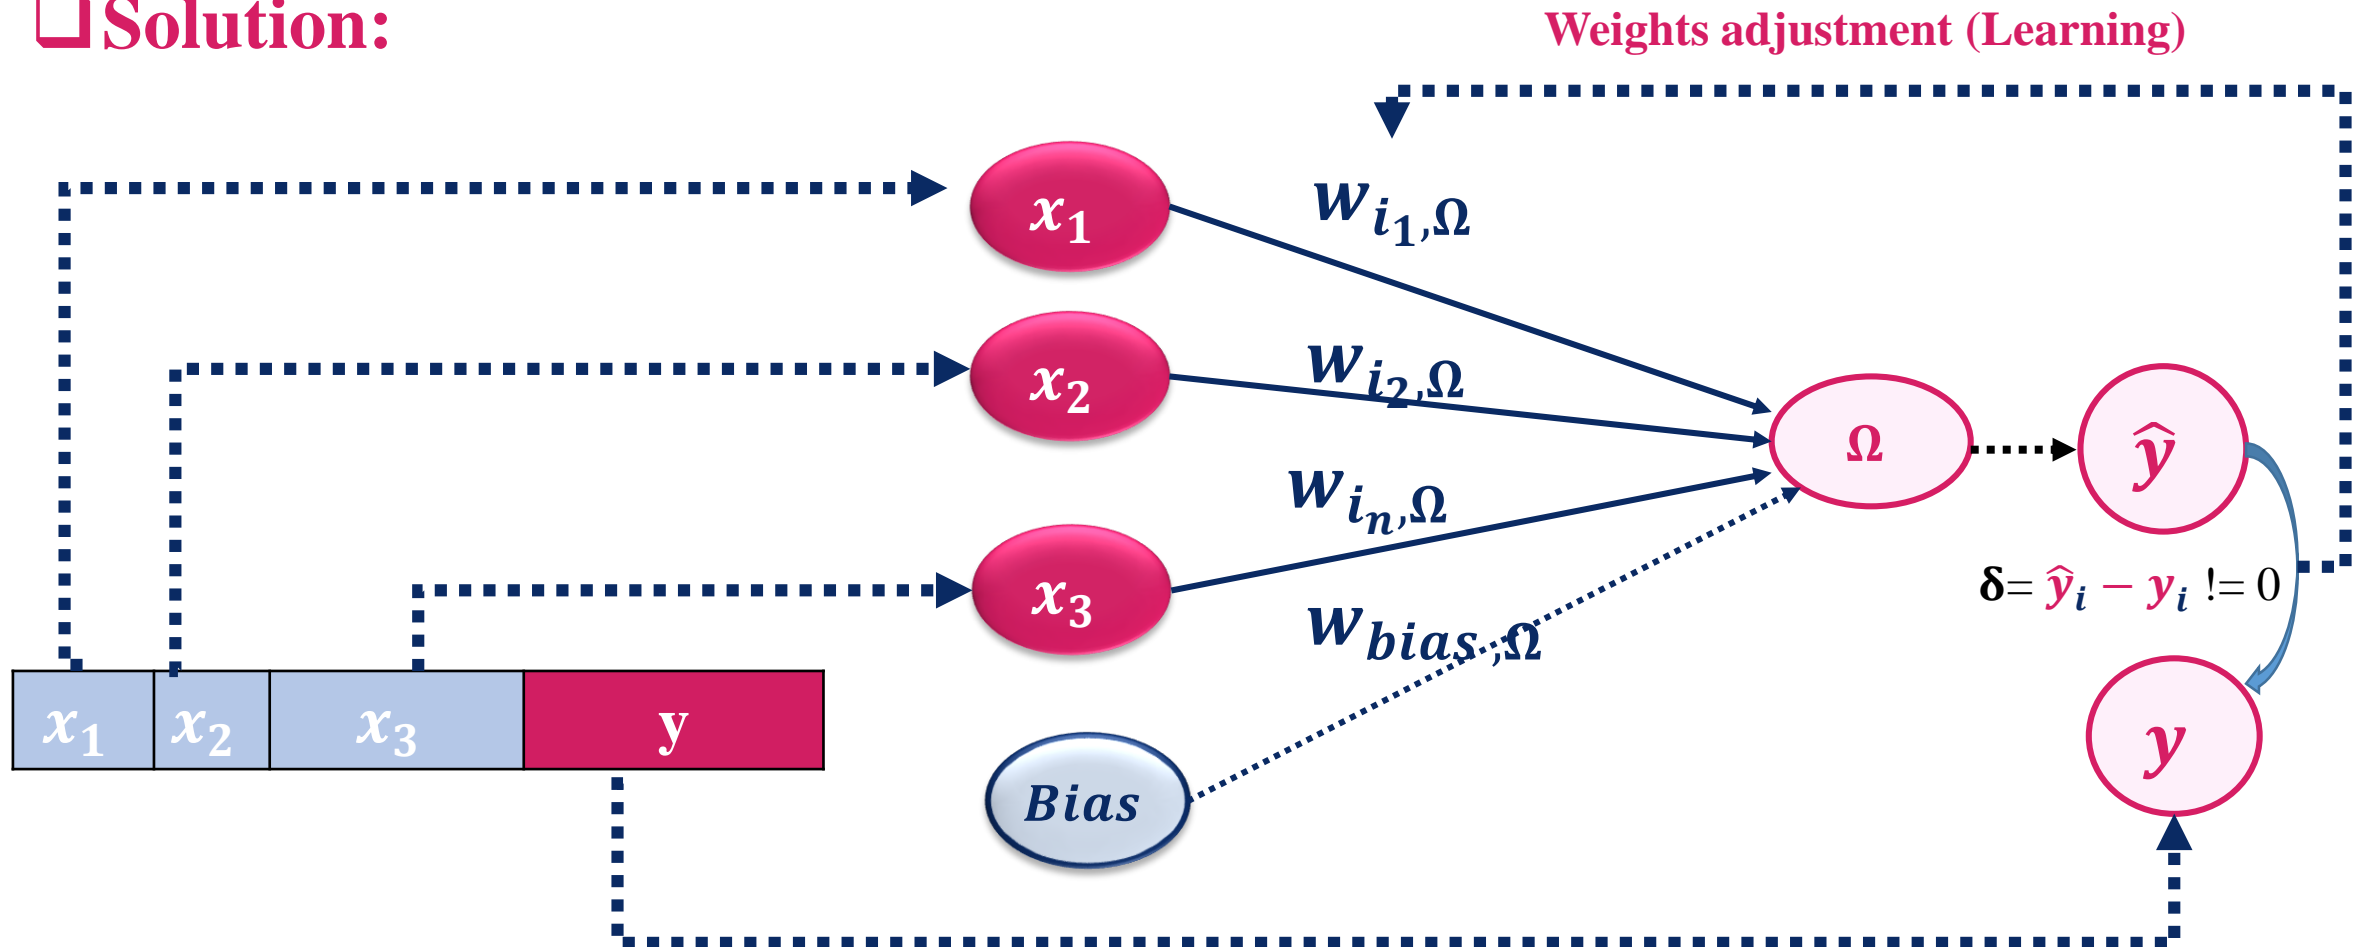 ❑Solution:
Weights adjustment (Learning)
x₁
w_{i₁,Ω}
x₂
w_{i₂,Ω}
Ω
ŷ
w_{iₙ,Ω}
x₃
δ= ŷᵢ − yᵢ != 0
w_{bias,Ω}
x₁ x₂ x₃ y
y
Bias